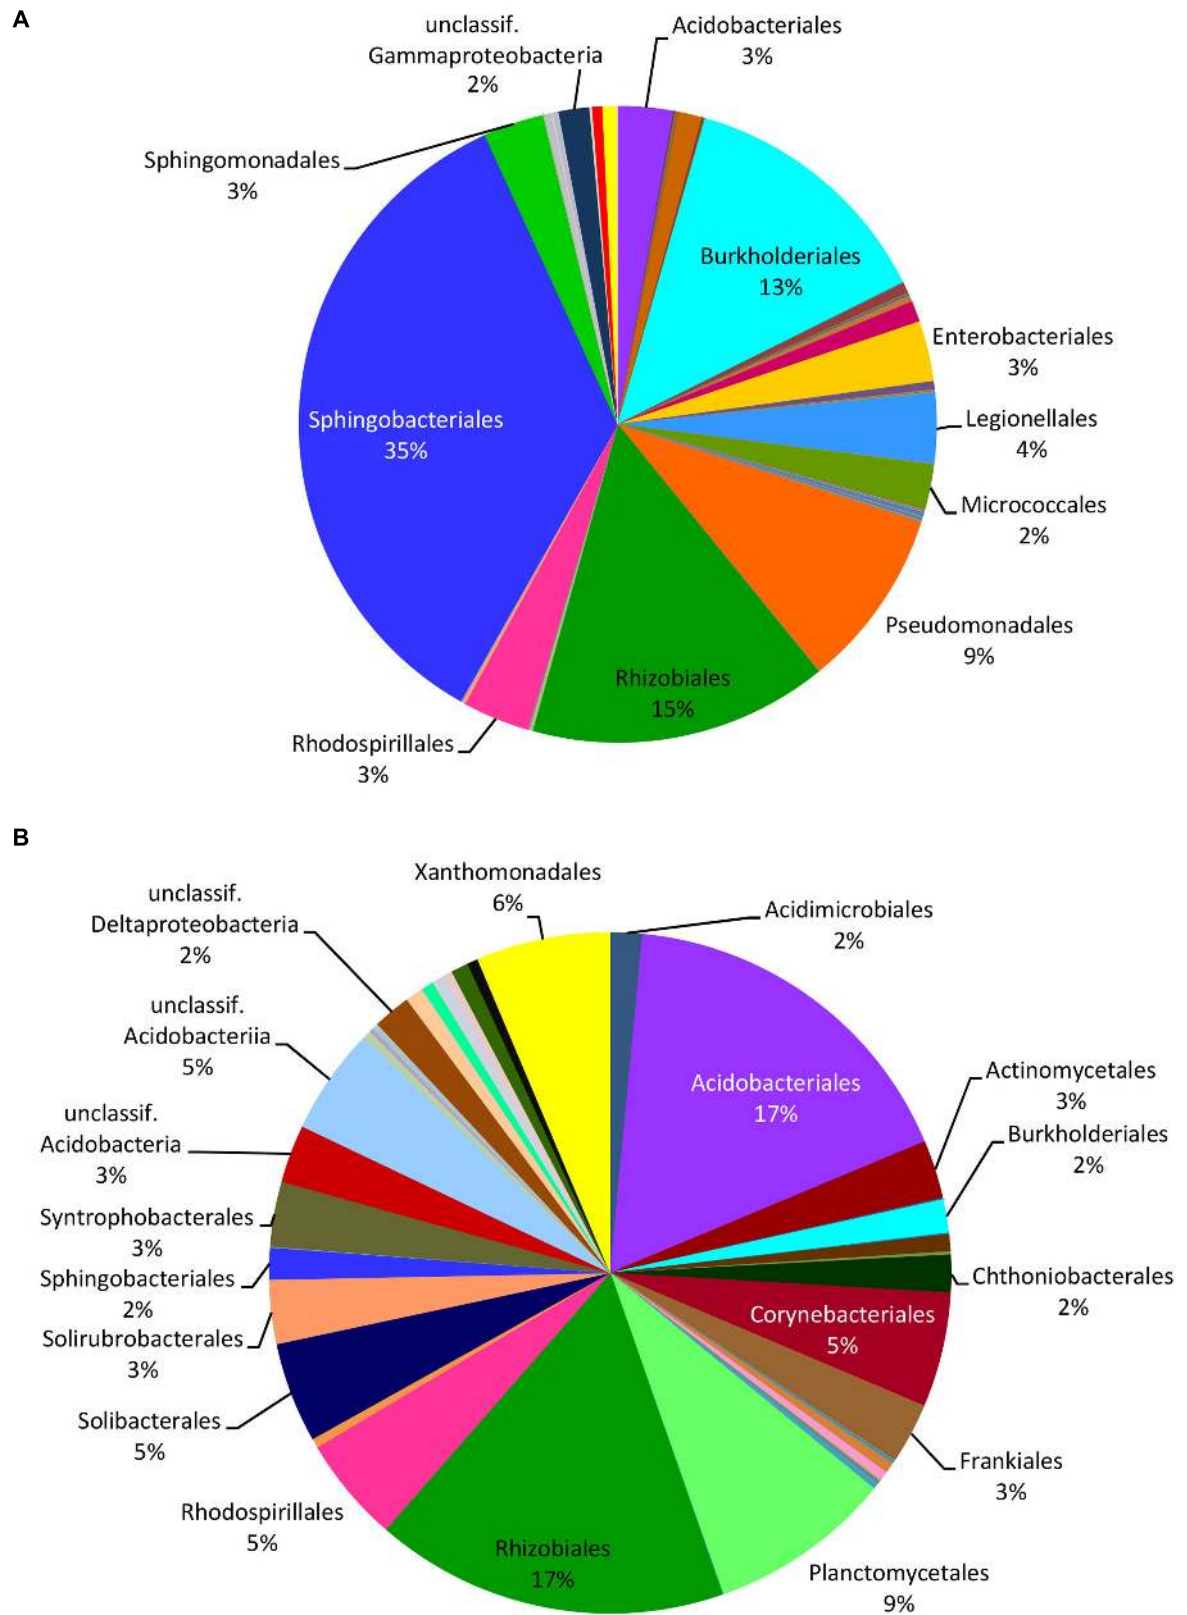 A
unclassif.
Gammaproteobacteria
2%
Acidobacteriales
3%
Sphingomonadales
3%
Burkholderiales
13%
Enterobacteriales
3%
Sphingobacteriales
35%
Legionellales
4%
Micrococcales
2%
Pseudomonadales
9%
Rhizobiales
15%
Rhodospirillales
3%
B
Xanthomonadales
6%
unclassif.
Deltaproteobacteria
2%
Acidimicrobiales
2%
unclassif.
Acidobacteriia
5%
Acidobacteriales
17%
Actinomycetales
3%
unclassif.
Acidobacteria
3%
Burkholderiales
2%
Syntrophobacterales
3%
Sphingobacteriales
2%
Chthoniobacterales
2%
Corynebacteriales
5%
Solirubrobacterales
3%
Solibacterales
5%
Frankiales
3%
Rhodospirillales
5%
Rhizobiales
17%
Planctomycetales
9%